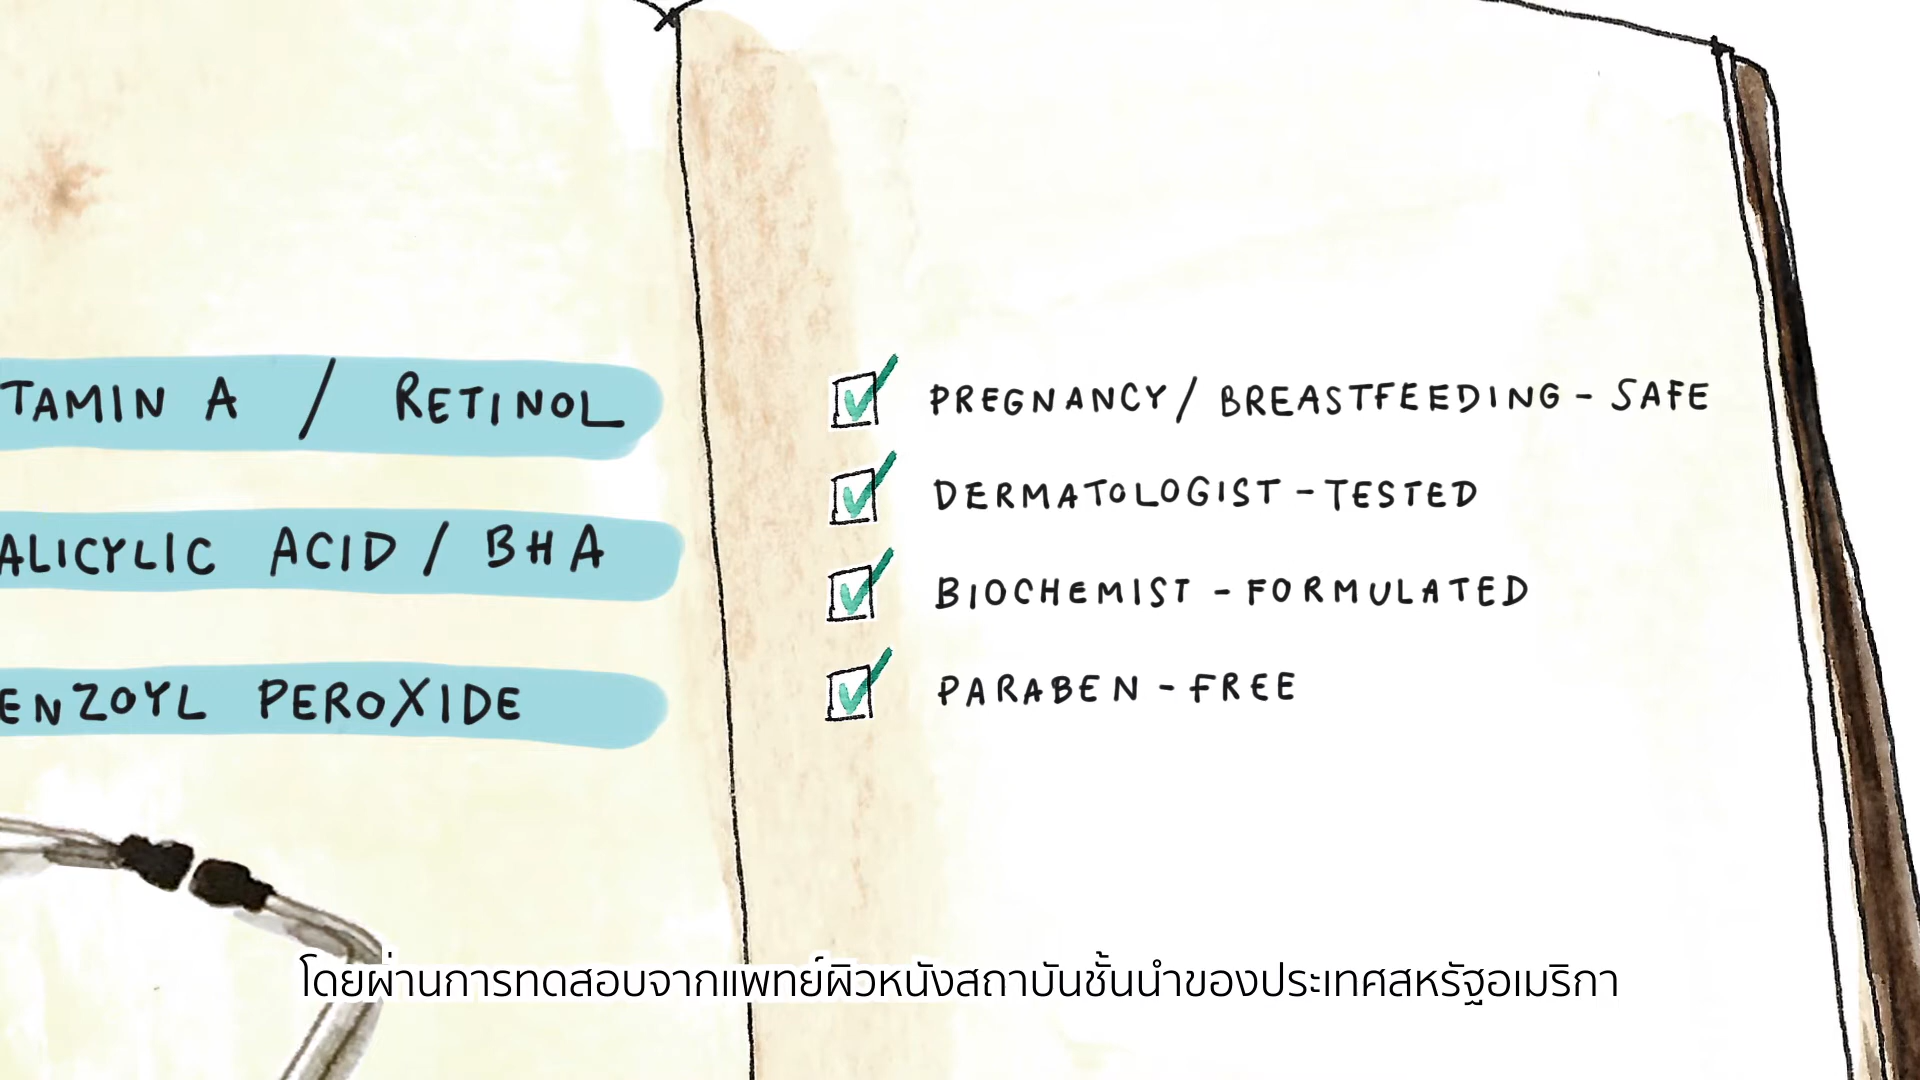 TAMIN A / RETINOL
ALICYLIC ACID / BHA
ENZOYL PEROXIDE
PREGNANCY / BREASTFEEDING - SAFE
DERMATOLOGIST - TESTED
BIOCHEMIST - FORMULATED
PARABEN - FREE
โดยผ่านการทดสอบจากแพทย์ผิวหนังสถาบันชั้นนำของประเทศสหรัฐอเมริกา